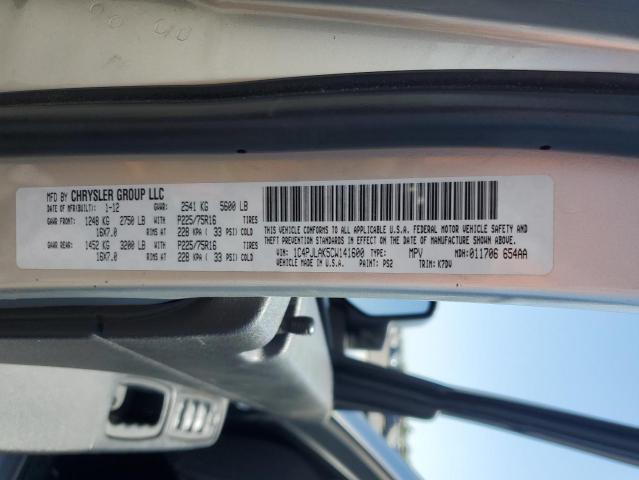 MFD BY CHRYSLER GROUP LLC
DATE OF MFR(BUILT): 1-12 GVWR: 2541 KG 5600 LB
GAWR FRONT: 1248 KG 2750 LB WITH P225/75R16 TIRES
16X7.0 RIMS AT 228 KPA ( 33 PSI) COLD
GAWR REAR: 1452 KG 3200 LB WITH P225/75R16 TIRES
16X7.0 RIMS AT 228 KPA ( 33 PSI) COLD
THIS VEHICLE CONFORMS TO ALL APPLICABLE U.S.A. FEDERAL MOTOR VEHICLE SAFETY AND
THEFT PREVENTION STANDARDS IN EFFECT ON THE DATE OF MANUFACTURE SHOWN ABOVE.
VIN: 1C4PJLAK5CW141600 TYPE: MPV MDH: 011706 654AA
VEHICLE MADE IN U.S.A. PAINT: PS2 TRIM: K7DV